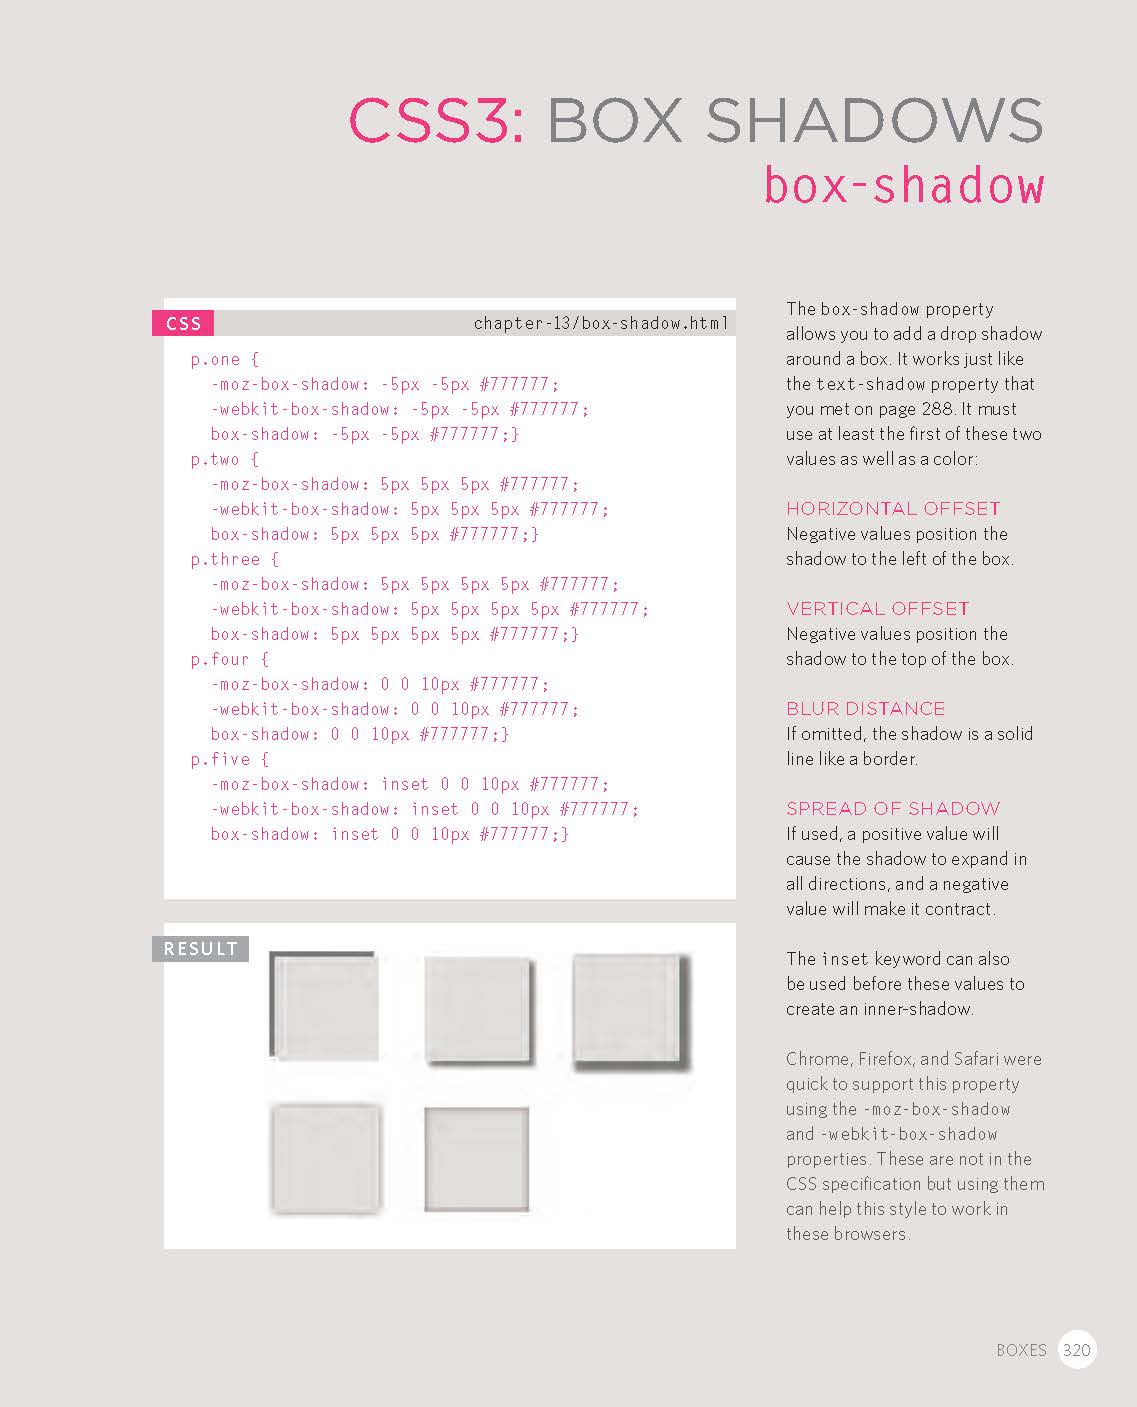 CSS3: BOX SHADOWS
box-shadow
CSS
chapter-13/box-shadow.html
p.one {
-moz-box-shadow: -5px -5px #777777;
-webkit-box-shadow: -5px -5px #777777;
box-shadow: -5px -5px #777777;}
p.two {
-moz-box-shadow: 5px 5px 5px #777777;
-webkit-box-shadow: 5px 5px 5px #777777;
box-shadow: 5px 5px 5px #777777;}
p.three {
-moz-box-shadow: 5px 5px 5px 5px #777777;
-webkit-box-shadow: 5px 5px 5px 5px #777777;
box-shadow: 5px 5px 5px 5px #777777;}
p.four {
-moz-box-shadow: 0 0 10px #777777;
-webkit-box-shadow: 0 0 10px #777777;
box-shadow: 0 0 10px #777777;}
p.five {
-moz-box-shadow: inset 0 0 10px #777777;
-webkit-box-shadow: inset 0 0 10px #777777;
box-shadow: inset 0 0 10px #777777;}
RESULT
The box-shadow property
allows you to add a drop shadow
around a box. It works just like
the text-shadow property that
you met on page 288. It must
use at least the first of these two
values as well as a color:
HORIZONTAL OFFSET
Negative values position the
shadow to the left of the box.
VERTICAL OFFSET
Negative values position the
shadow to the top of the box.
BLUR DISTANCE
If omitted, the shadow is a solid
line like a border.
SPREAD OF SHADOW
If used, a positive value will
cause the shadow to expand in
all directions, and a negative
value will make it contract.
The inset keyword can also
be used before these values to
create an inner-shadow.
Chrome, Firefox, and Safari were
quick to support this property
using the -moz-box-shadow
and -webkit-box-shadow
properties. These are not in the
CSS specification but using them
can help this style to work in
these browsers.
BOXES 320